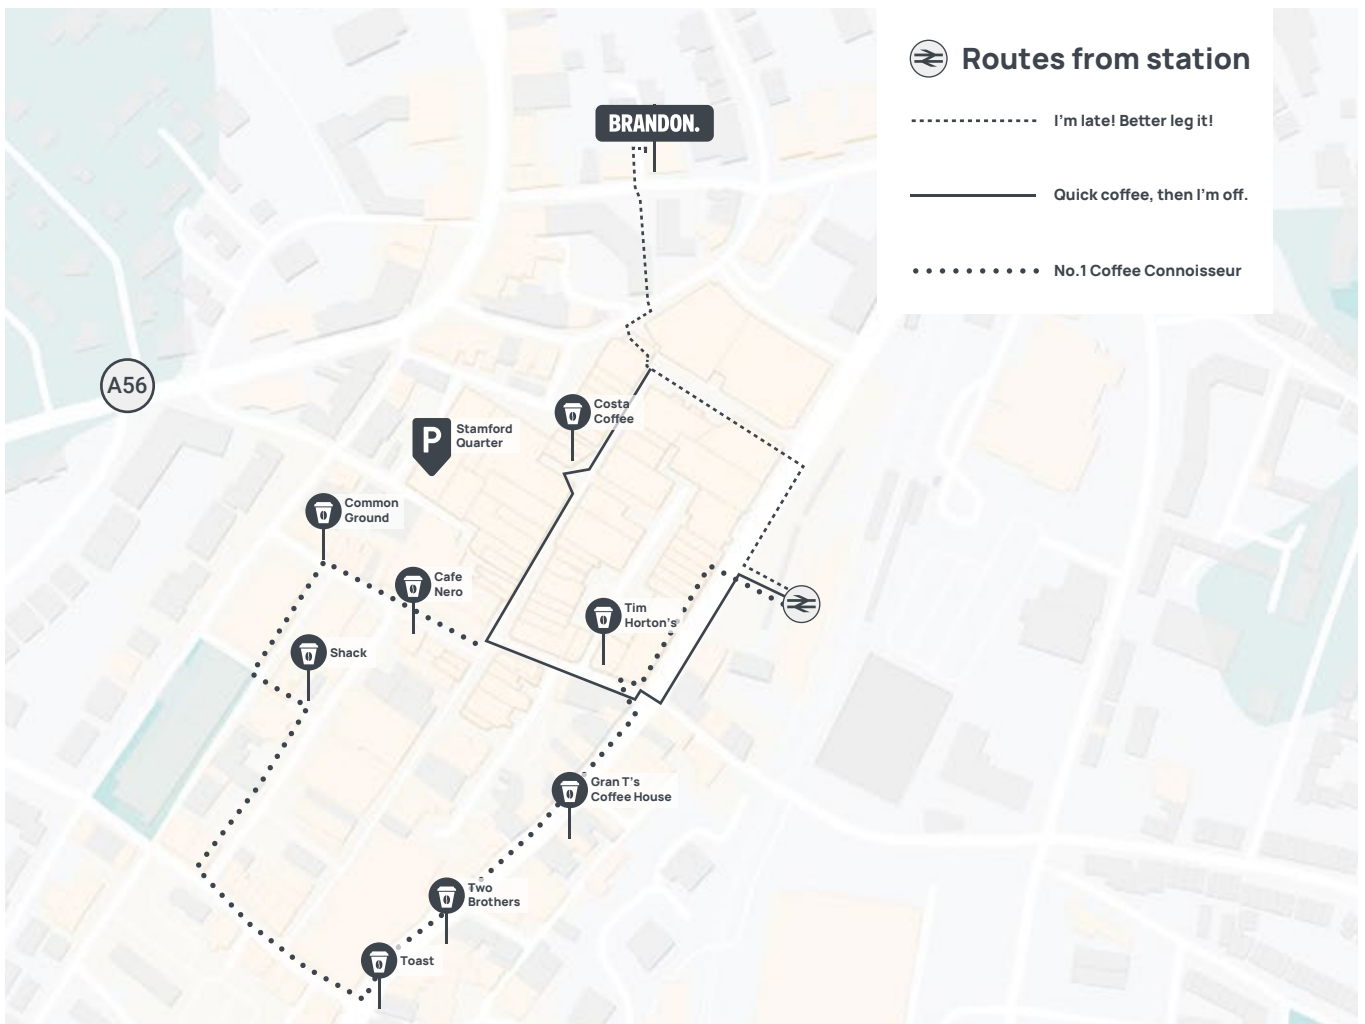 Routes from station
I'm late! Better leg it!
Quick coffee, then I'm off.
No.1 Coffee Connoisseur
BRANDON.
A56
P
Stamford
Quarter
Costa
Coffee
Common
Ground
Cafe
Nero
Tim
Horton's
Shack
Gran T's
Coffee House
Two
Brothers
Toast